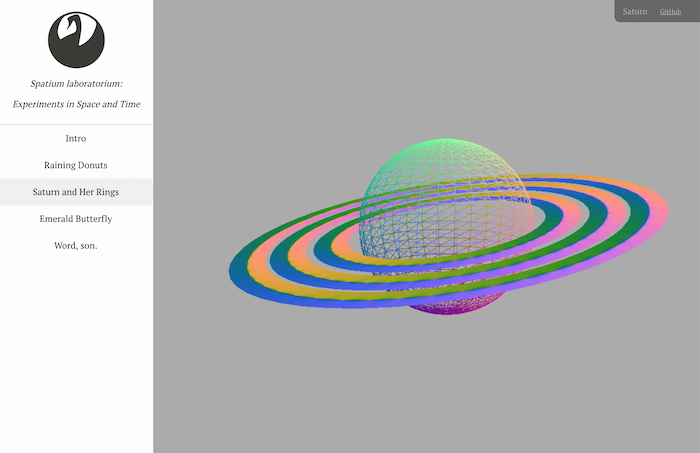 Spatium laboratorium:
Experiments in Space and Time
Intro
Raining Donuts
Saturn and Her Rings
Emerald Butterfly
Word, son.
Saturn GitHub